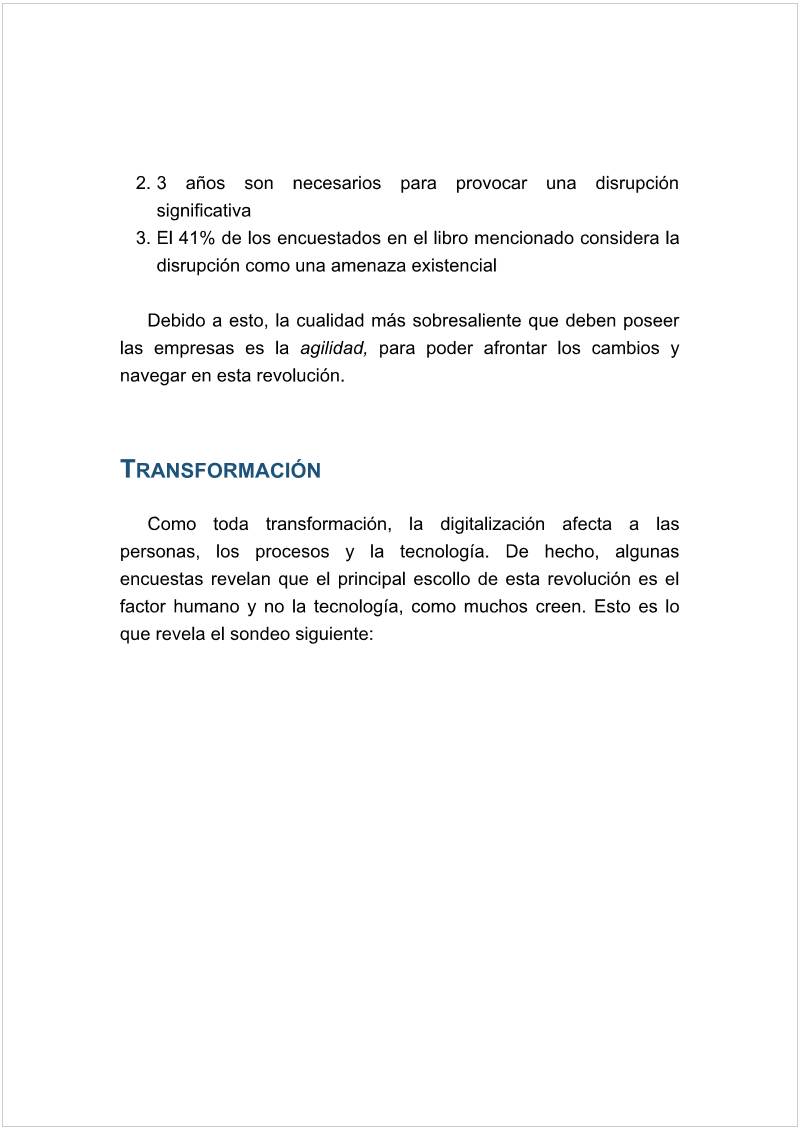 2. 3 años son necesarios para provocar una disrupción
significativa
3. El 41% de los encuestados en el libro mencionado considera la
disrupción como una amenaza existencial
Debido a esto, la cualidad más sobresaliente que deben poseer
las empresas es la agilidad, para poder afrontar los cambios y
navegar en esta revolución.
TRANSFORMACIÓN
Como toda transformación, la digitalización afecta a las
personas, los procesos y la tecnología. De hecho, algunas
encuestas revelan que el principal escollo de esta revolución es el
factor humano y no la tecnología, como muchos creen. Esto es lo
que revela el sondeo siguiente: